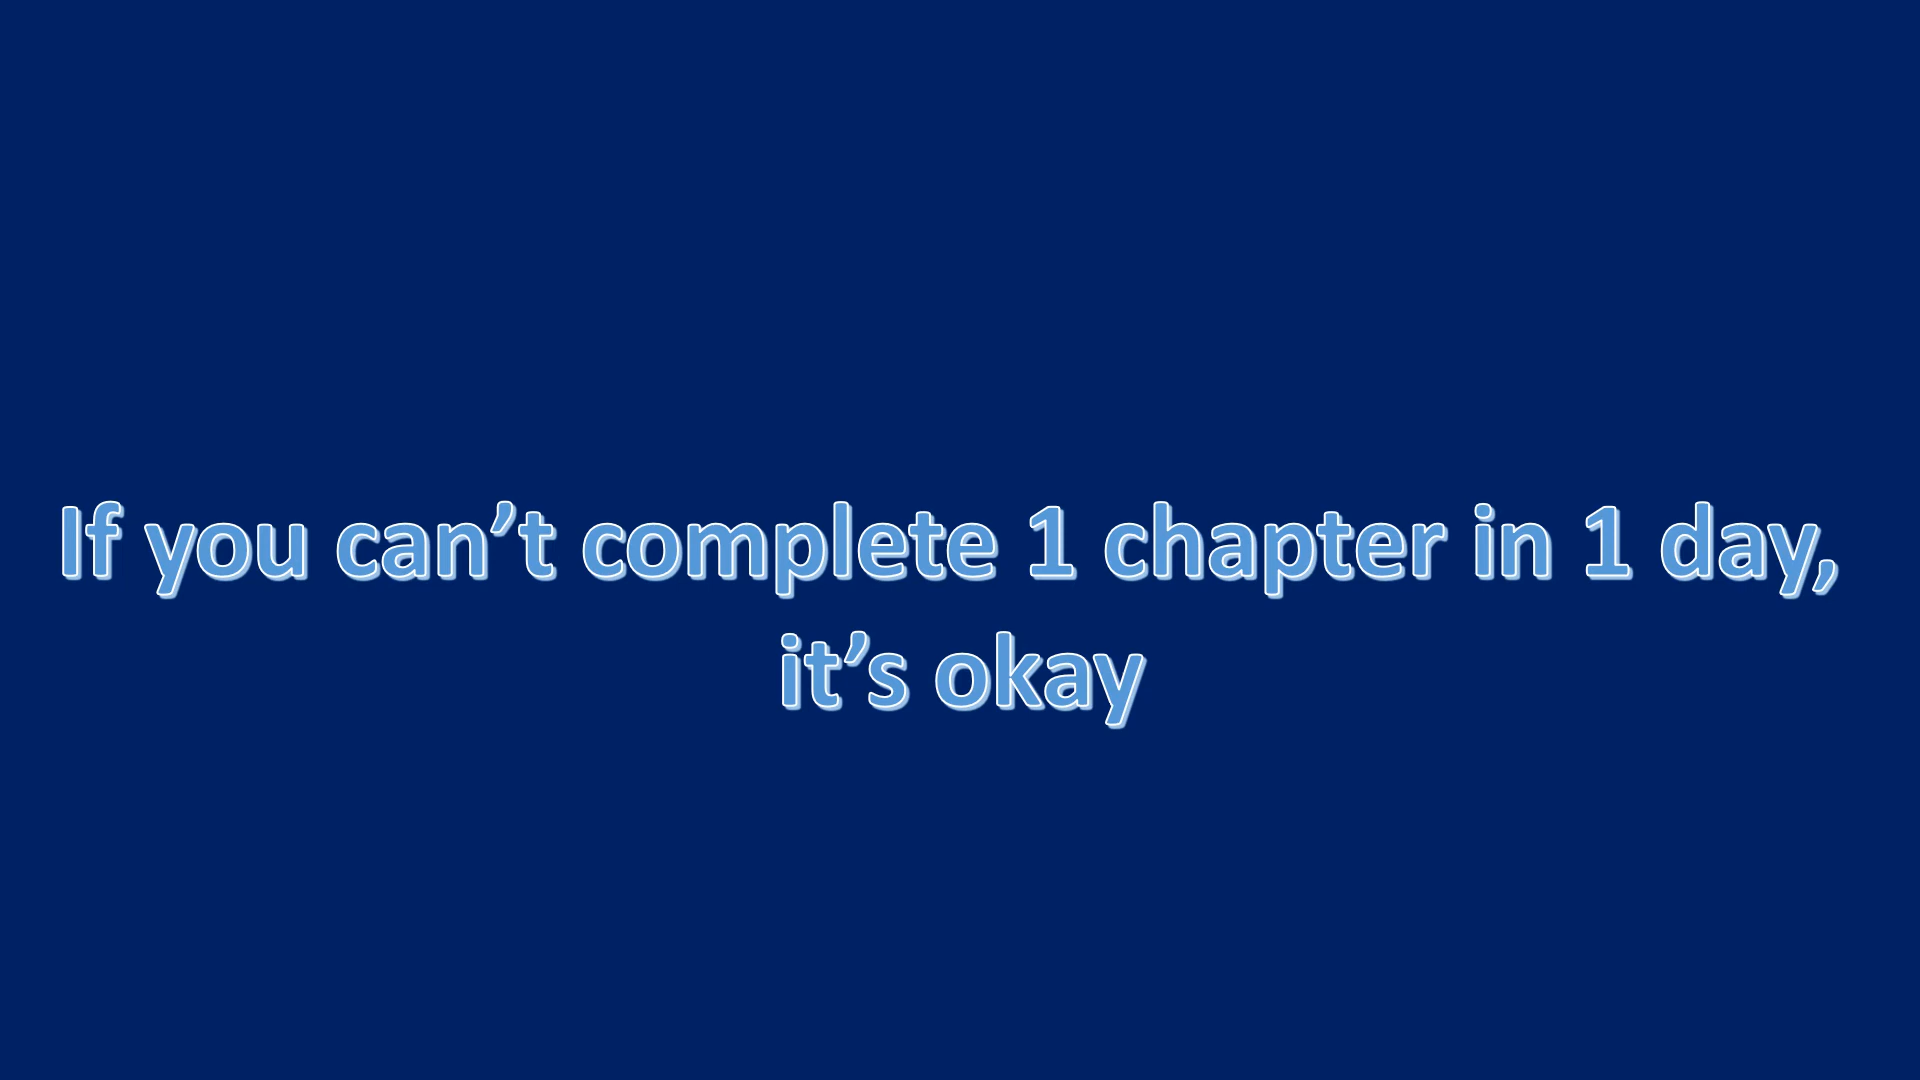 If you can’t complete 1 chapter in 1 day,
it’s okay